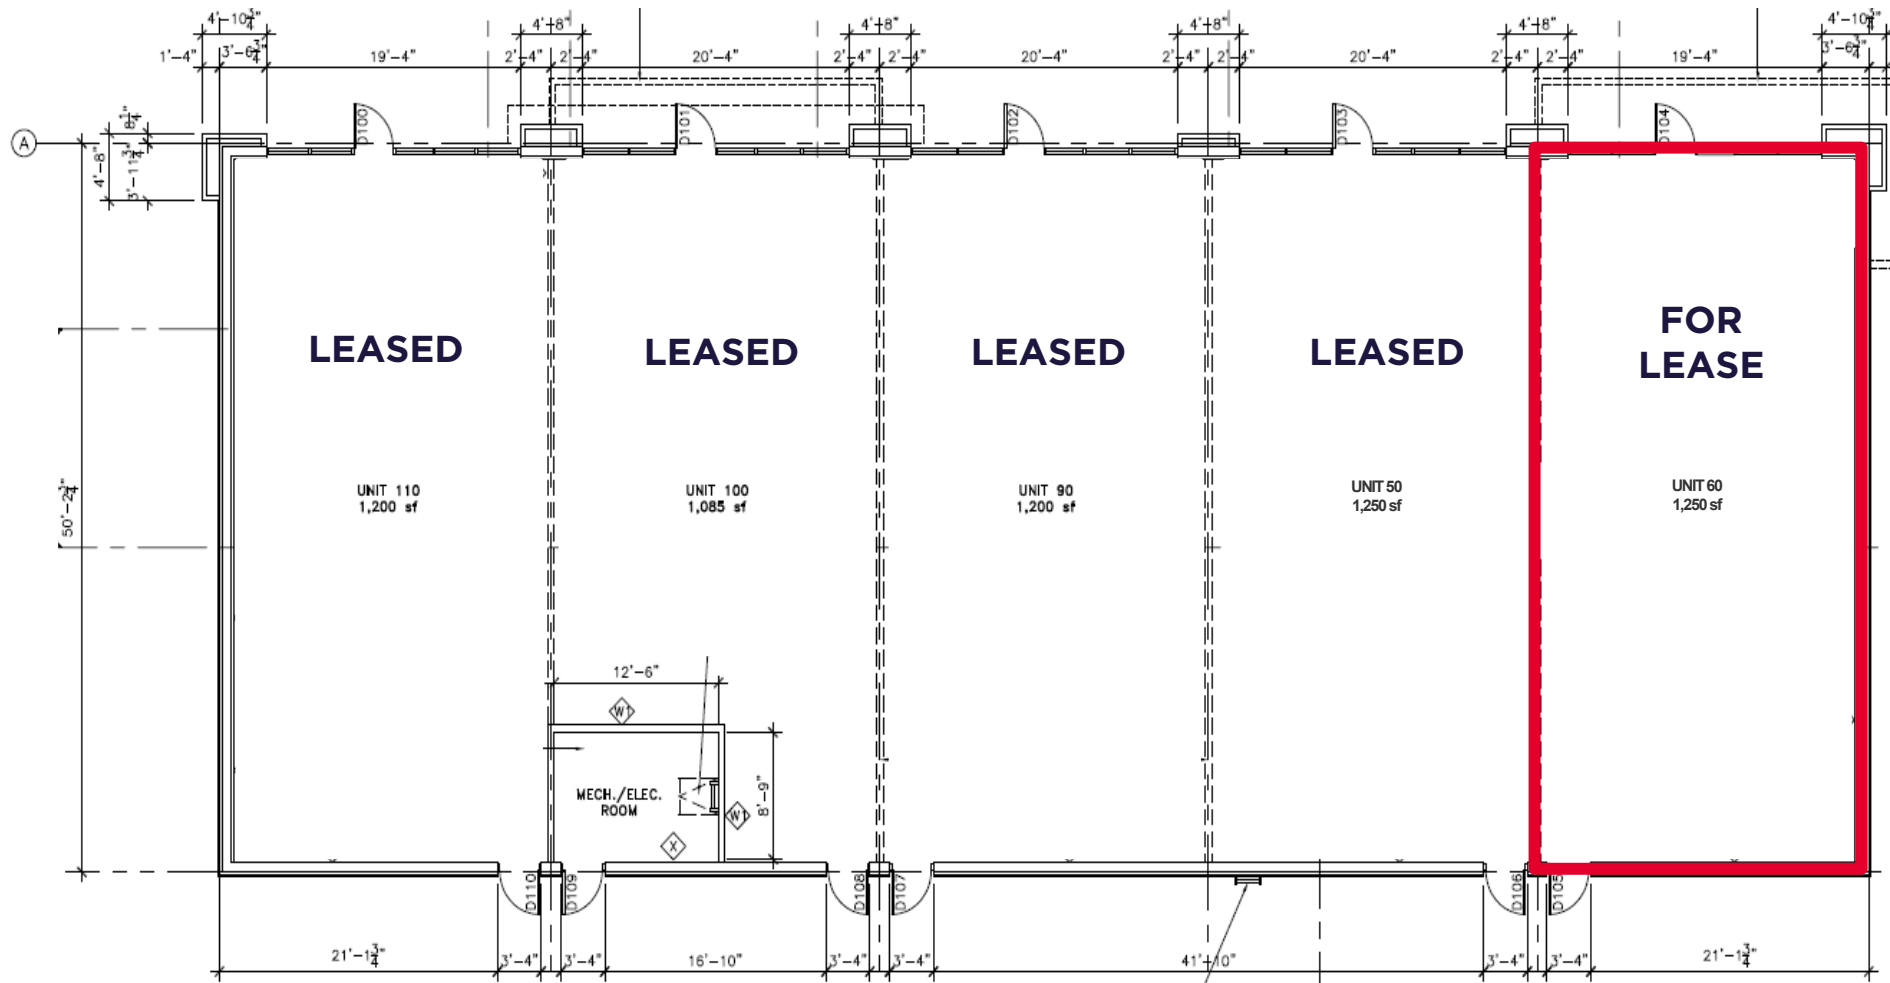 4'-10¾" 4'-8" 4'-8" 4'-8" 4'-8" 4'-10¾"
1'-4" 3'-6¾" 19'-4" 2'-4" 2'-4" 20'-4" 2'-4" 2'-4" 20'-4" 2'-4" 2'-4" 20'-4" 2'-4" 2'-4" 19'-4" 3'-6¾"
8¼"
D100 D101 D102 D103 D104
A
4'-8"
3'-11¾"
LEASED
LEASED
LEASED
LEASED
FOR
LEASE
50'-2¾"
UNIT 110
1,200 sf
UNIT 100
1,085 sf
UNIT 90
1,200 sf
UNIT 50
1,250 sf
UNIT 60
1,250 sf
12'-6"
W1
MECH./ELEC.
ROOM
W1
8'-9"
X
D110 D109 D108 D107 D106 D105
21'-1¾" 3'-4" 3'-4" 16'-10" 3'-4" 3'-4" 41'-10" 3'-4" 3'-4" 21'-1¾"